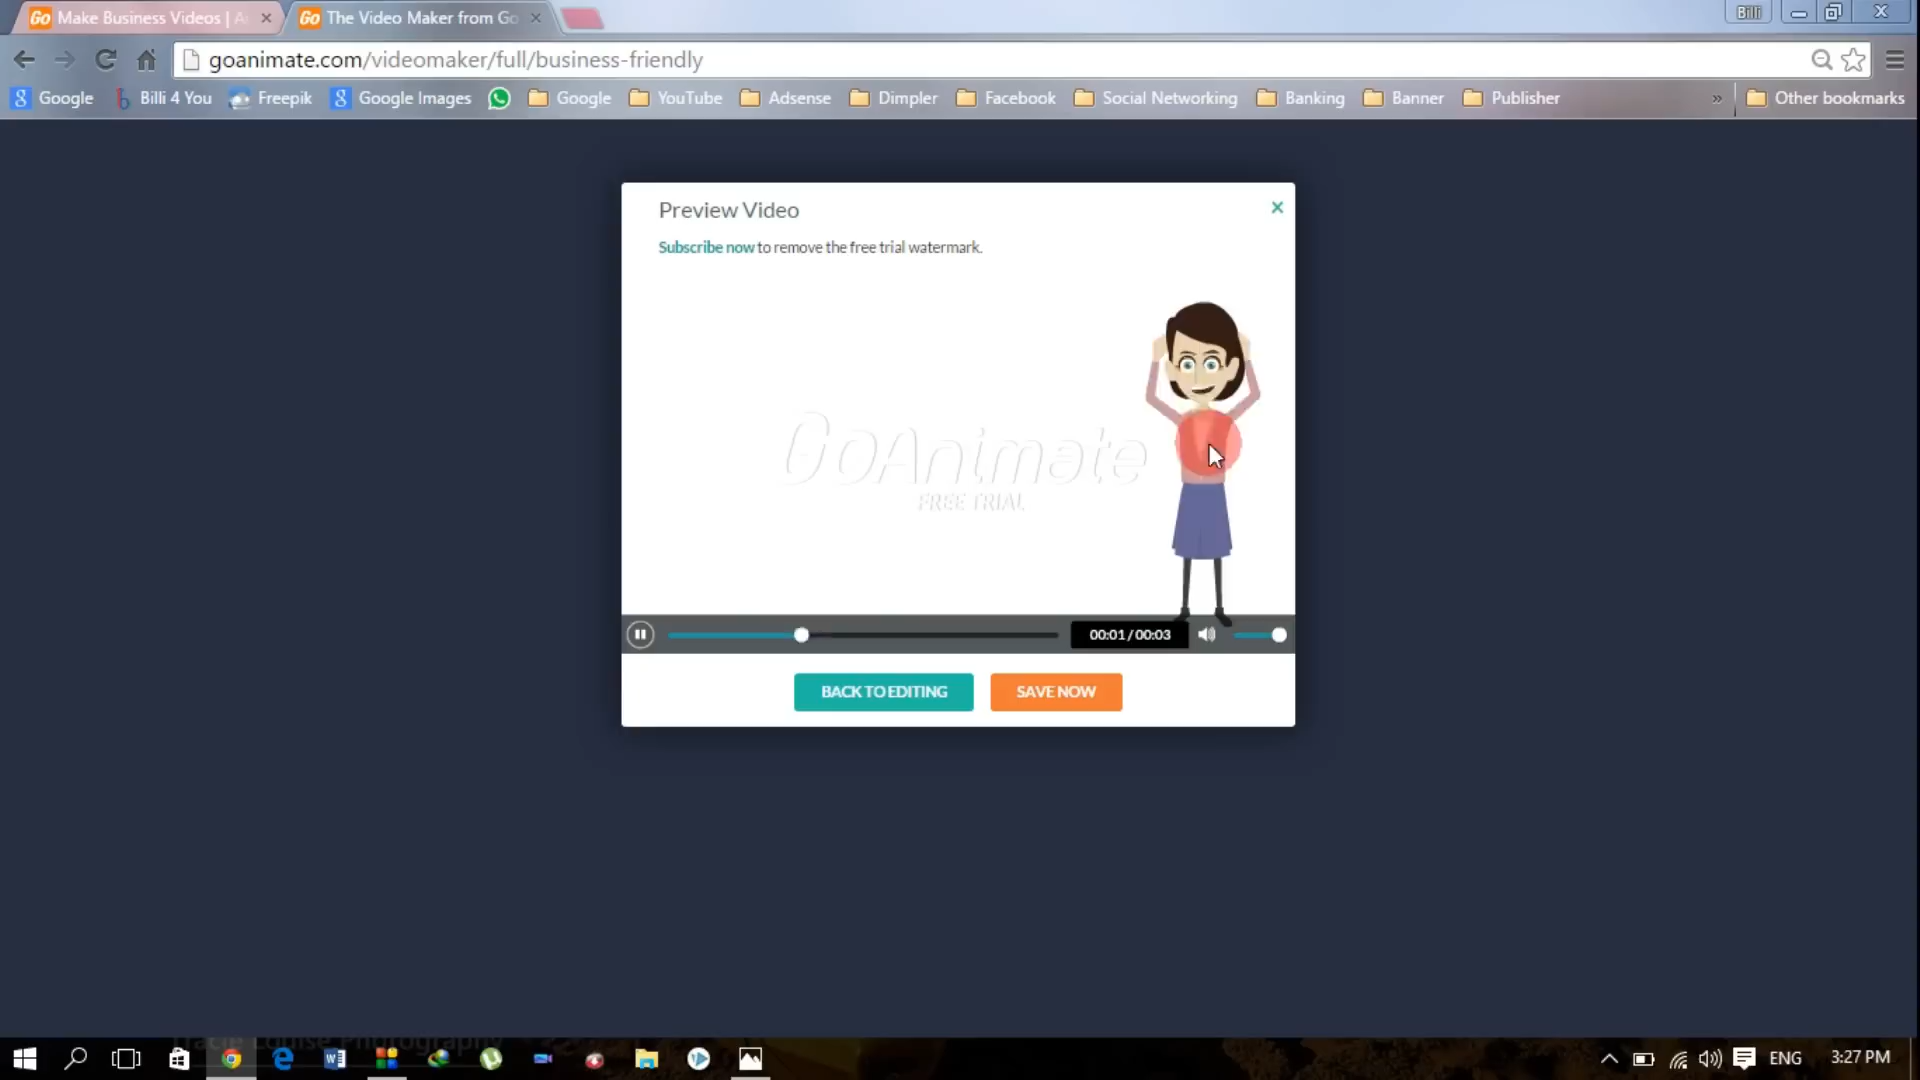 Go Make Business Videos | A
Go The Video Maker from Go
Billi
goanimate.com/videomaker/full/business-friendly
Google
Billi 4 You
Freepik
Google Images
Google
YouTube
Adsense
Dimpler
Facebook
Social Networking
Banking
Banner
Publisher
»
Other bookmarks
Preview Video
Subscribe now to remove the free trial watermark.
GoAnimate
FREE TRIAL
00:01/00:03
BACK TO EDITING
SAVE NOW
ENG
3:27 PM